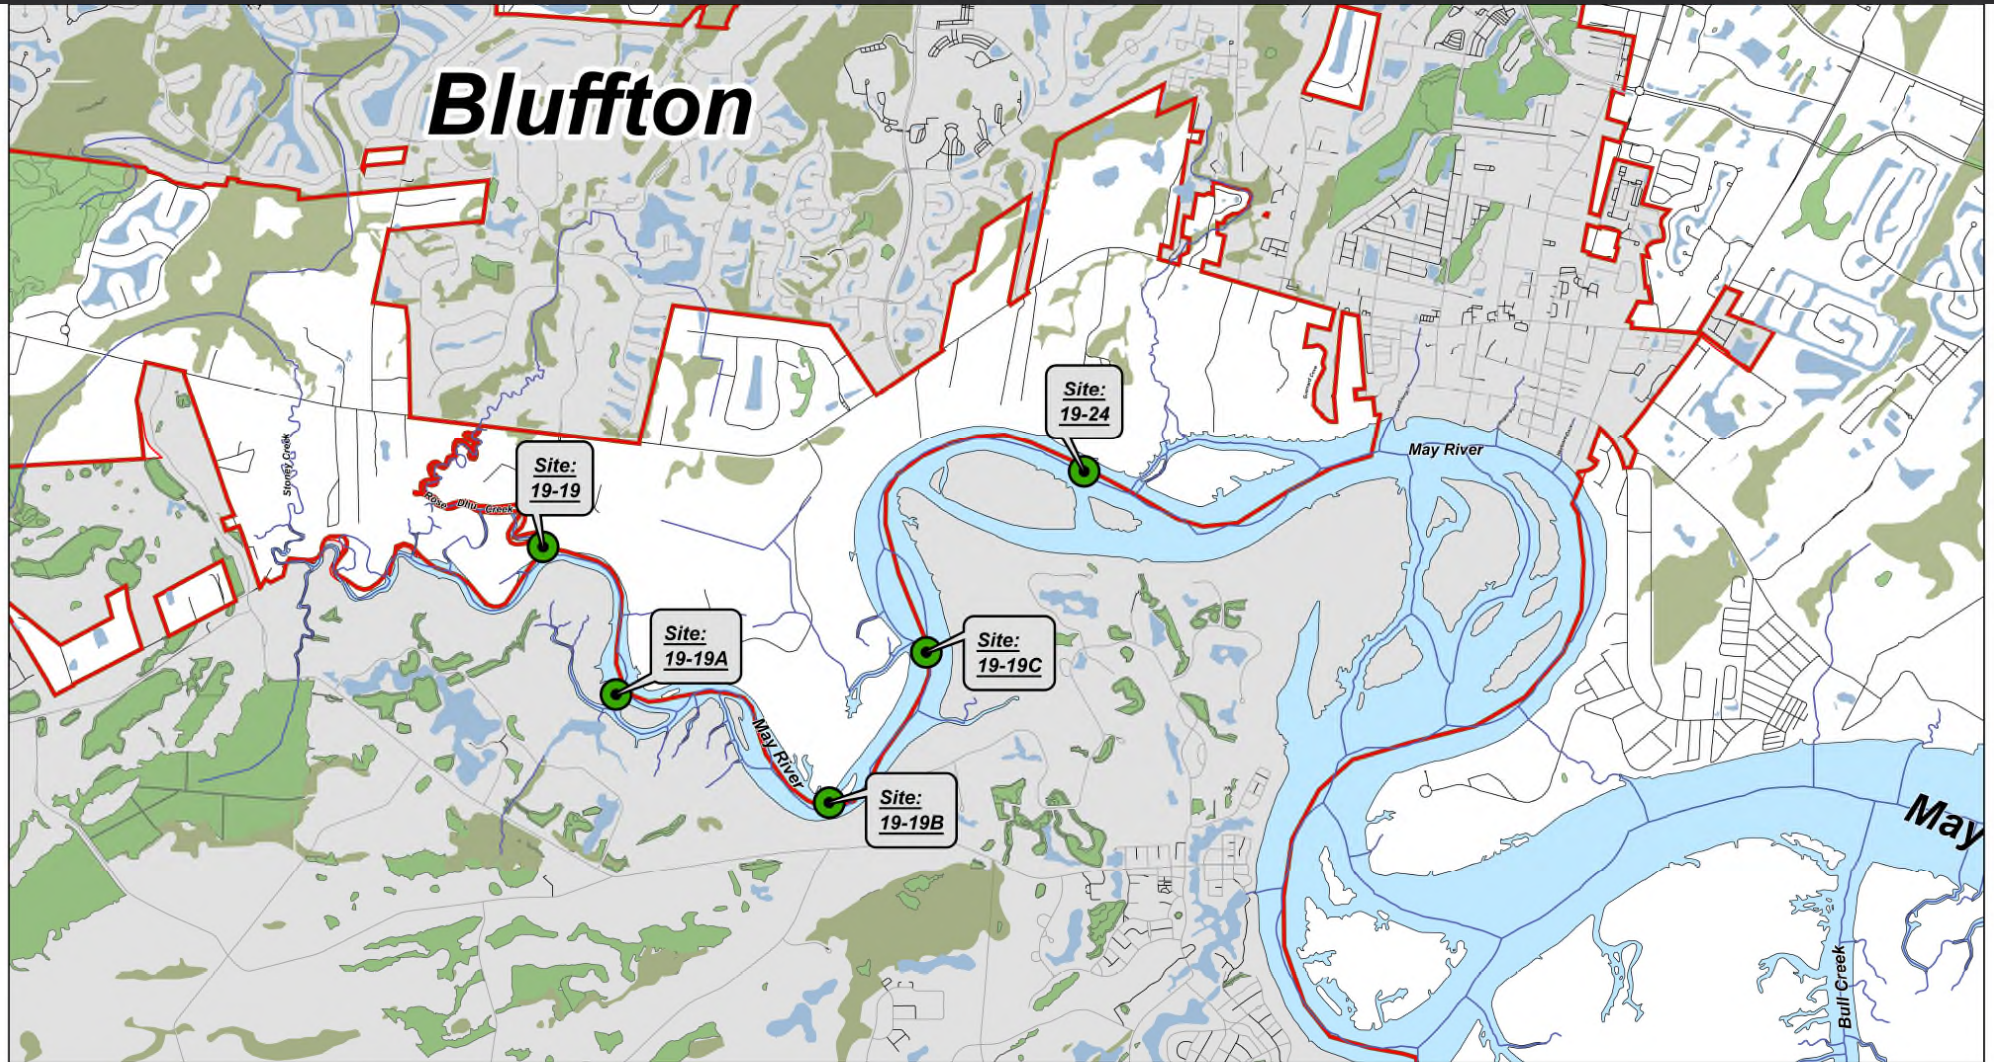 Bluffton
Site:
19-24
May River
Stoney Creek
Site:
19-19
Rose Dhu Creek
Site:
19-19A
Site:
19-19C
May River
Site:
19-19B
May
Bull Creek